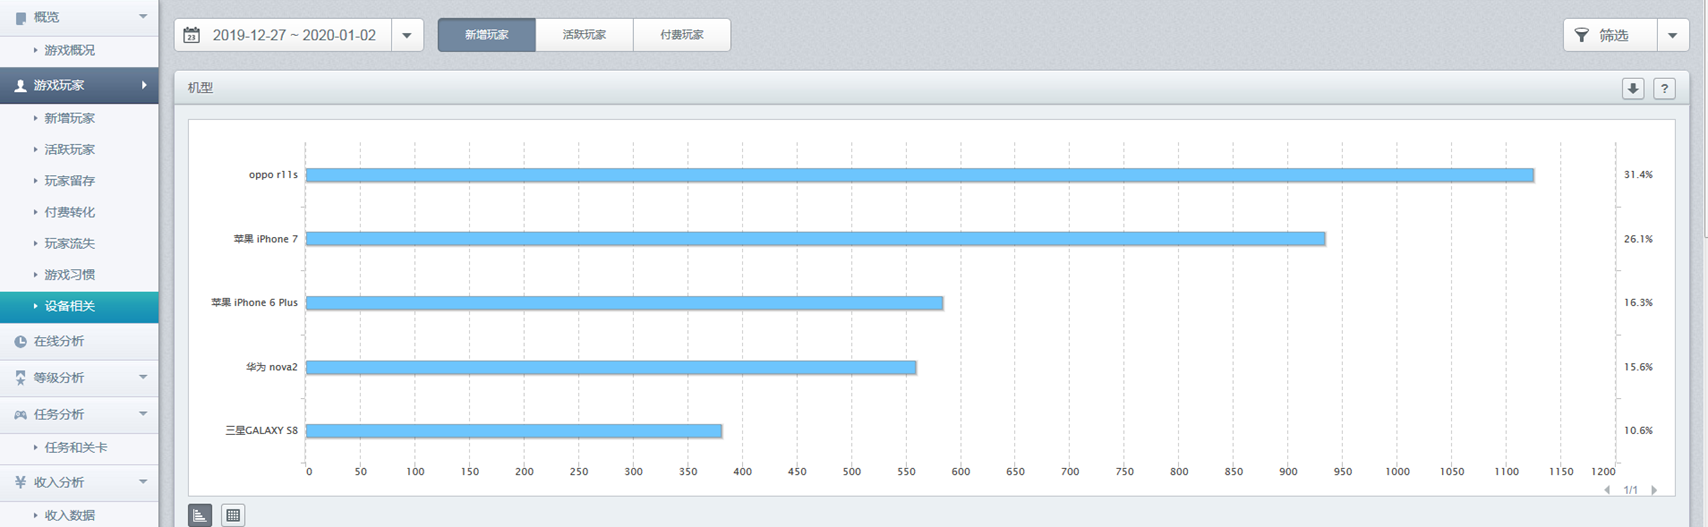 概览
游戏概况
游戏玩家
新增玩家
活跃玩家
玩家留存
付费转化
玩家流失
游戏习惯
设备相关
在线分析
等级分析
任务分析
任务和关卡
收入分析
收入数据
23 2019-12-27 ~ 2020-01-02
新增玩家 活跃玩家 付费玩家
筛选
机型
?
oppo r11s 31.4%
苹果 iPhone 7 26.1%
苹果 iPhone 6 Plus 16.3%
华为 nova2 15.6%
三星GALAXY S8 10.6%
0 50 100 150 200 250 300 350 400 450 500 550 600 650 700 750 800 850 900 950 1000 1050 1100 1150 1200
1/1